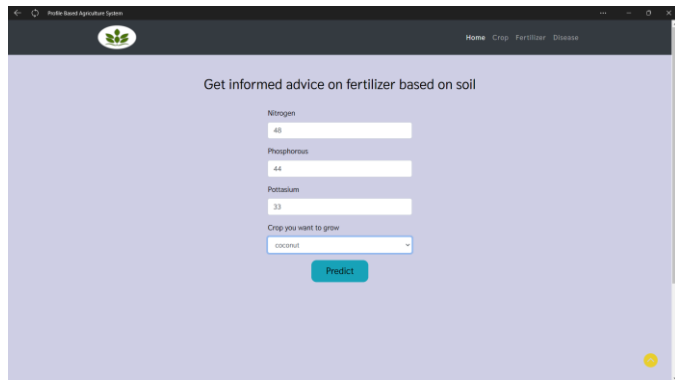 Profile Based Agriculture System
Home Crop Fertilizer Disease
Get informed advice on fertilizer based on soil
Nitrogen
48
Phosphorous
44
Pottasium
33
Crop you want to grow
coconut
Predict